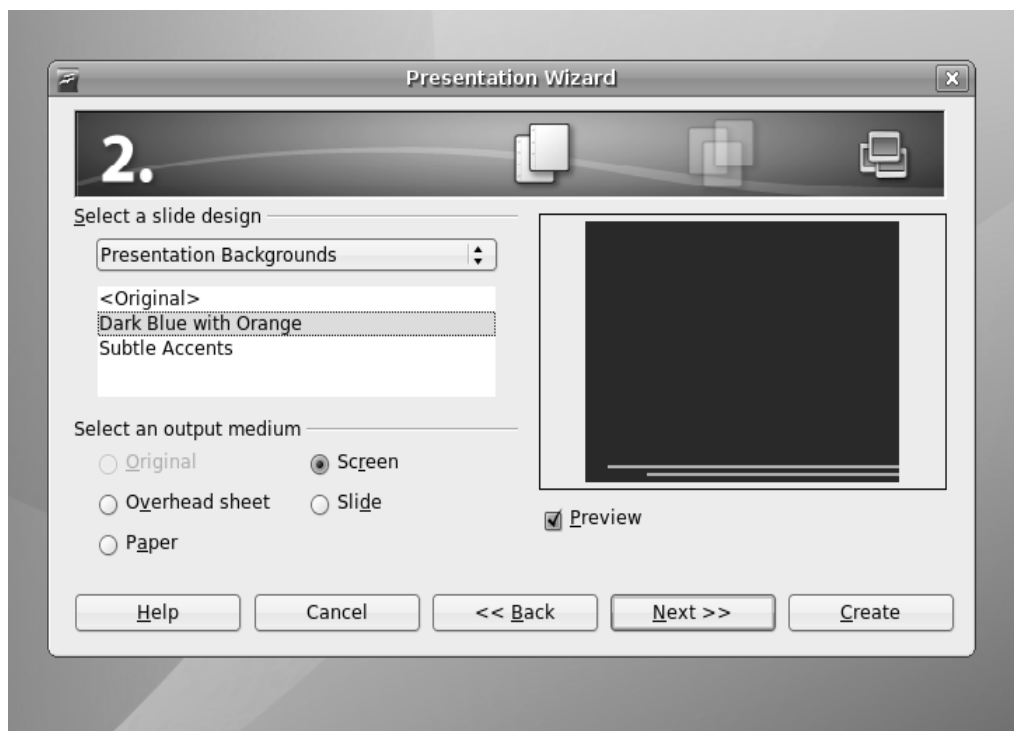 Presentation Wizard
2.
Select a slide design
Presentation Backgrounds
<Original>
Dark Blue with Orange
Subtle Accents
Select an output medium
Original
Screen
Overhead sheet
Slide
Paper
Preview
Help
Cancel
<< Back
Next >>
Create